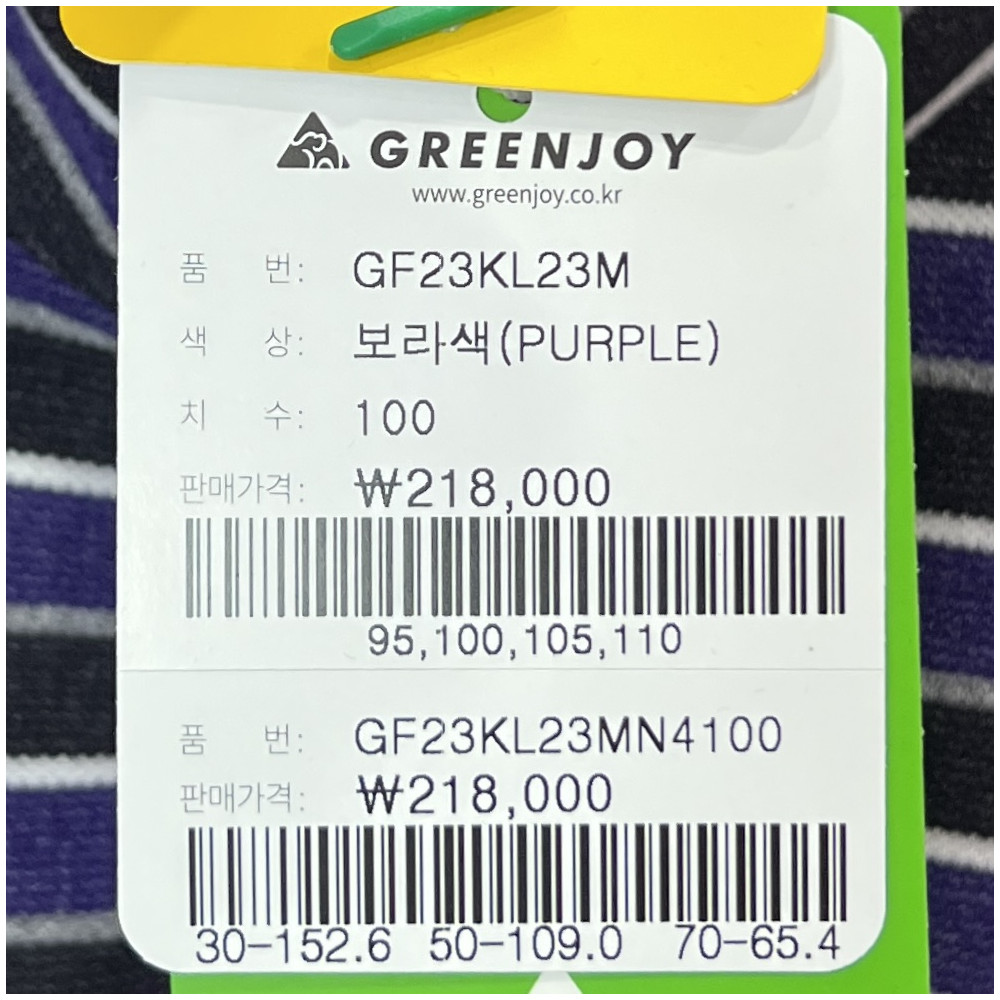 GREENJOY
www.greenjoy.co.kr
품 번: GF23KL23M
색 상: 보라색(PURPLE)
치 수: 100
판매가격: ₩218,000
95,100,105,110
품 번: GF23KL23MN4100
판매가격: ₩218,000
30-152.6 50-109.0 70-65.4